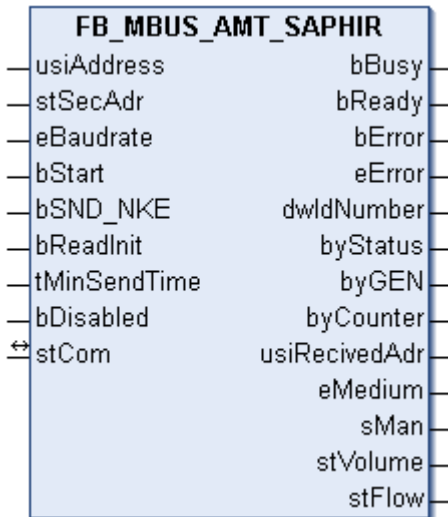 FB_MBUS_AMT_SAPHIR
usiAddress bBusy
stSecAdr bReady
eBaudrate bError
bStart eError
bSND_NKE dwIdNumber
bReadInit byStatus
tMinSendTime byGEN
bDisabled byCounter
stCom usiRecivedAdr
eMedium
sMan
stVolume
stFlow